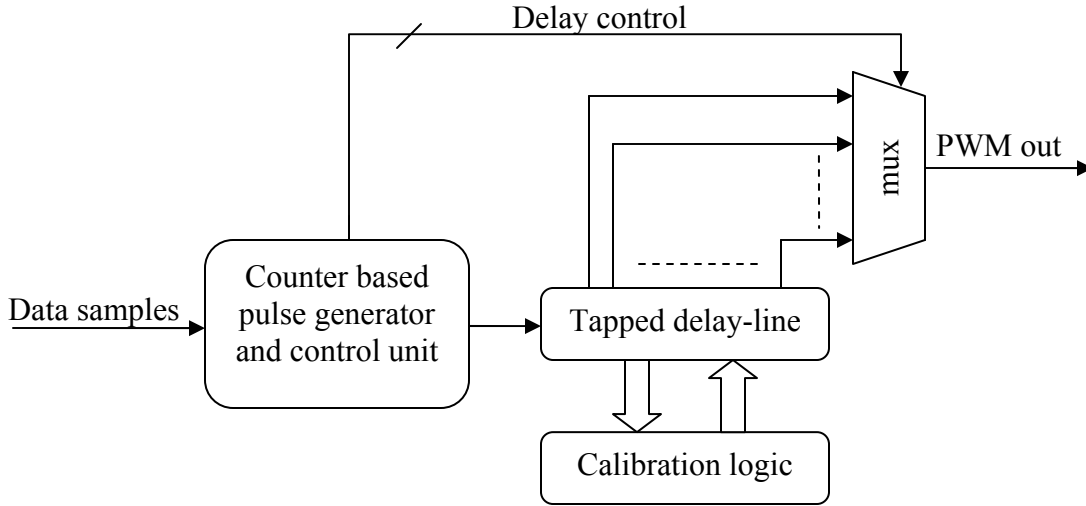 Delay control
mux
PWM out
Data samples
Counter based
pulse generator
and control unit
Tapped delay-line
Calibration logic